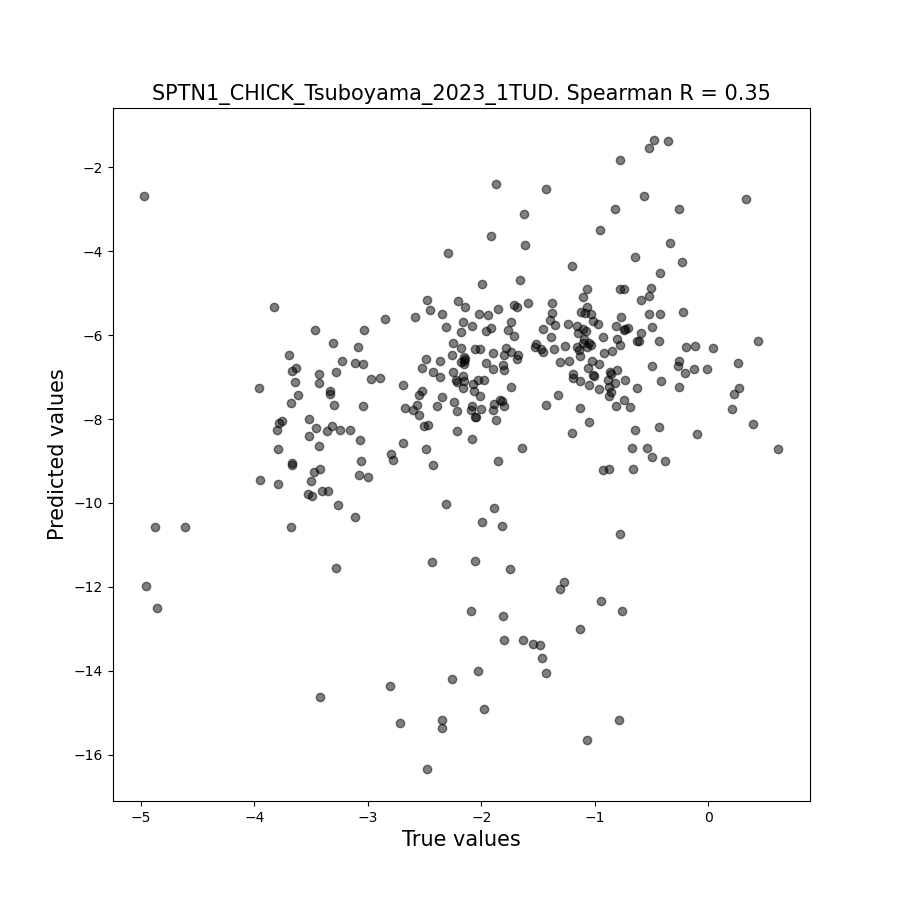 SPTN1_CHICK_Tsuboyama_2023_1TUD. Spearman R = 0.35
−2
−4
−6
−8
−10
−12
−14
−16
Predicted values
−5 −4 −3 −2 −1 0
True values